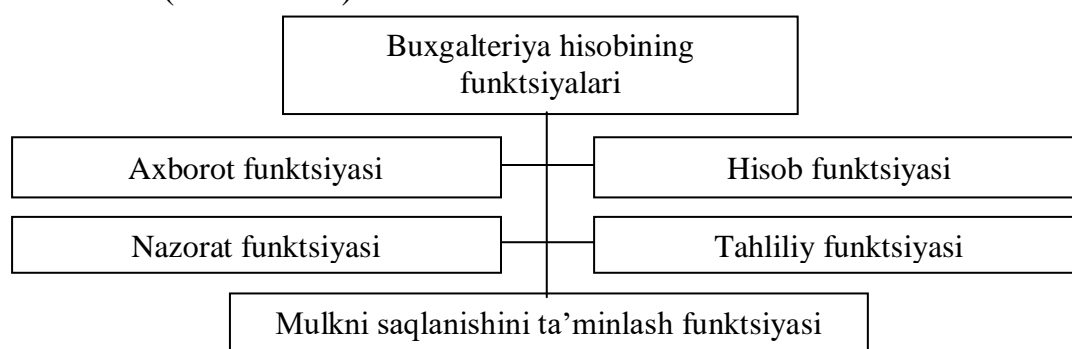 Buxgalteriya hisobining
funktsiyalari
Axborot funktsiyasi
Hisob funktsiyasi
Nazorat funktsiyasi
Tahliliy funktsiyasi
Mulkni saqlanishini ta’minlash funktsiyasi